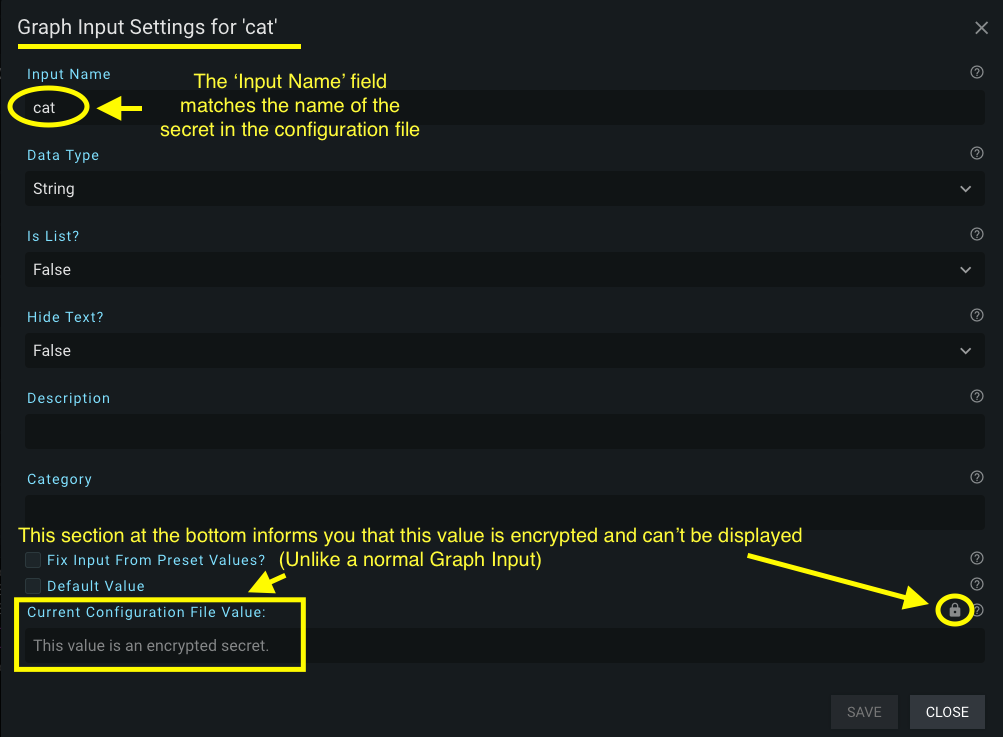 Graph Input Settings for 'cat'
Input Name
The ‘Input Name’ field
matches the name of the
secret in the configuration file
cat
Data Type
String
Is List?
False
Hide Text?
False
Description
Category
This section at the bottom informs you that this value is encrypted and can’t be displayed
(Unlike a normal Graph Input)
Fix Input From Preset Values?
Default Value
Current Configuration File Value:
This value is an encrypted secret.
SAVE
CLOSE